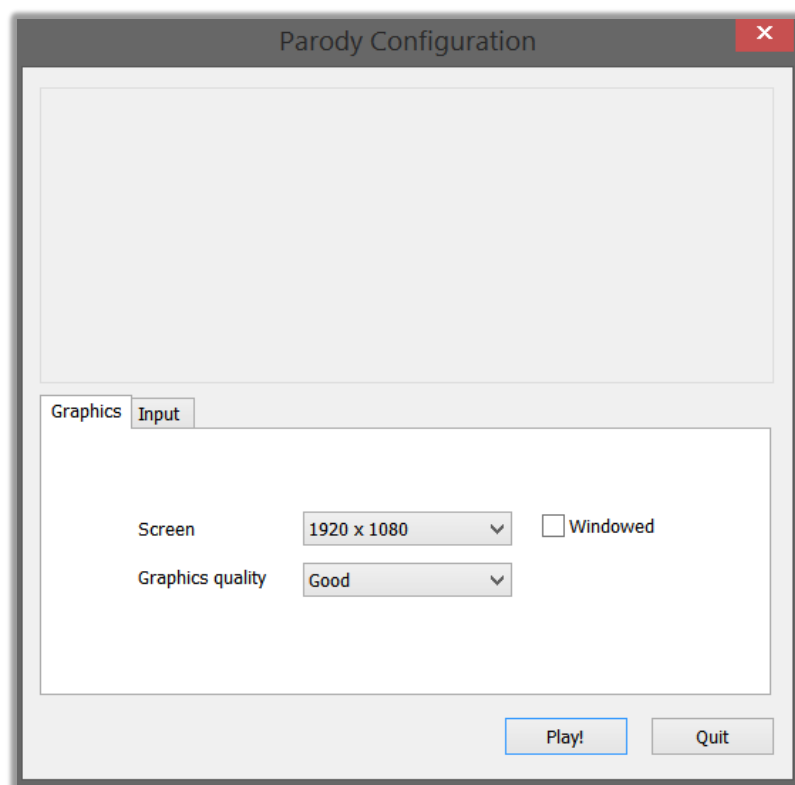 Parody Configuration
Graphics
Input
Screen
1920 x 1080
Windowed
Graphics quality
Good
Play!
Quit